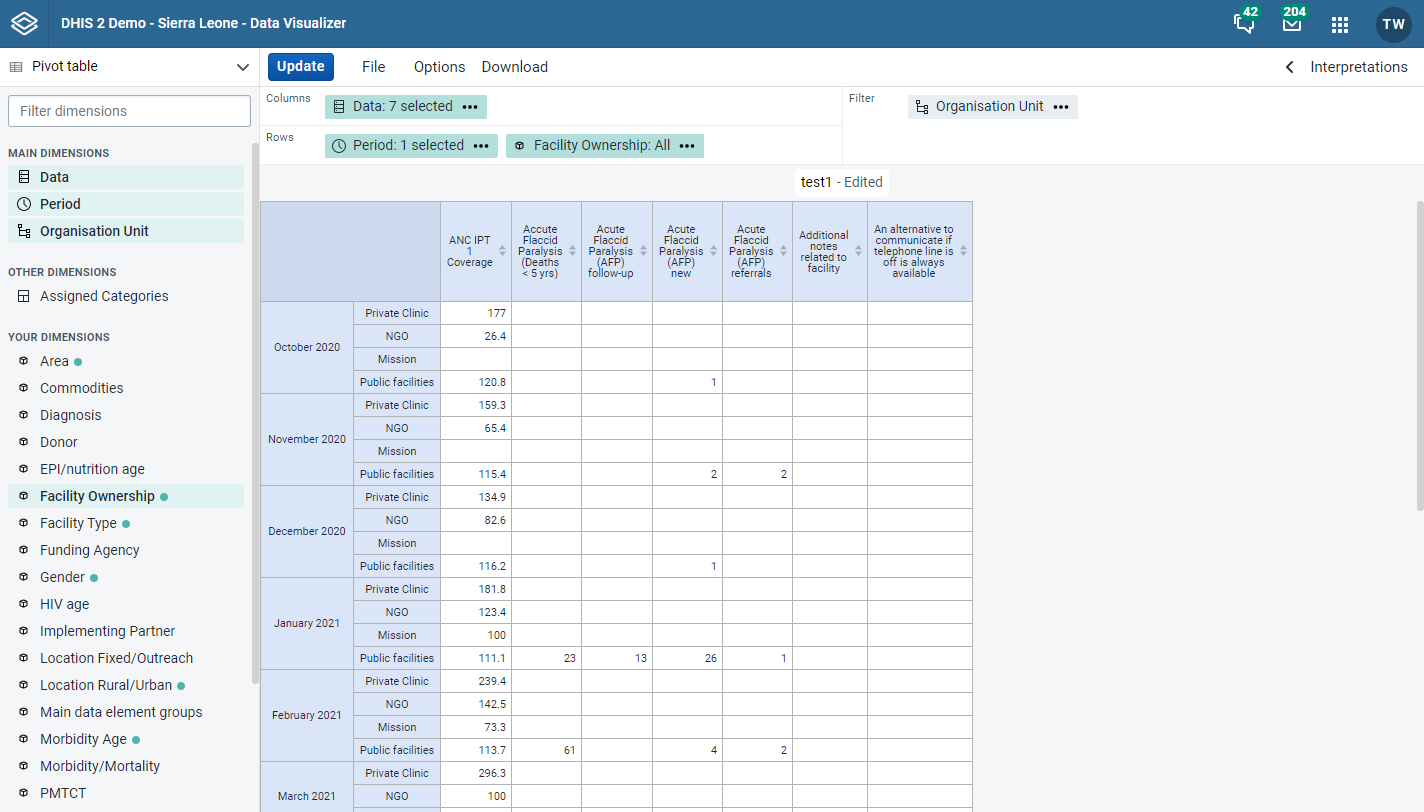 DHIS 2 Demo - Sierra Leone - Data Visualizer
42
204
TW
Pivot table
Update
File
Options
Download
Interpretations
Filter dimensions
MAIN DIMENSIONS
Data
Period
Organisation Unit
OTHER DIMENSIONS
Assigned Categories
YOUR DIMENSIONS
Area
Commodities
Diagnosis
Donor
EPI/nutrition age
Facility Ownership
Facility Type
Funding Agency
Gender
HIV age
Implementing Partner
Location Fixed/Outreach
Location Rural/Urban
Main data element groups
Morbidity Age
Morbidity/Mortality
PMTCT
Columns
Data: 7 selected
Filter
Organisation Unit
Rows
Period: 1 selected
Facility Ownership: All
test1 - Edited
ANC IPT
1
Coverage
Accute
Flaccid
Paralysis
(Deaths
< 5 yrs)
Acute
Flaccid
Paralysis
(AFP)
follow-up
Acute
Flaccid
Paralysis
(AFP)
new
Acute
Flaccid
Paralysis
(AFP)
referrals
Additional
notes
related to
facility
An alternative to
communicate if
telephone line is
off is always
available
October 2020
Private Clinic 177
NGO 26.4
Mission
Public facilities 120.8 1
November 2020
Private Clinic 159.3
NGO 65.4
Mission
Public facilities 115.4 2 2
December 2020
Private Clinic 134.9
NGO 82.6
Mission
Public facilities 116.2 1
January 2021
Private Clinic 181.8
NGO 123.4
Mission 100
Public facilities 111.1 23 13 26 1
February 2021
Private Clinic 239.4
NGO 142.5
Mission 73.3
Public facilities 113.7 61 4 2
March 2021
Private Clinic 296.3
NGO 100